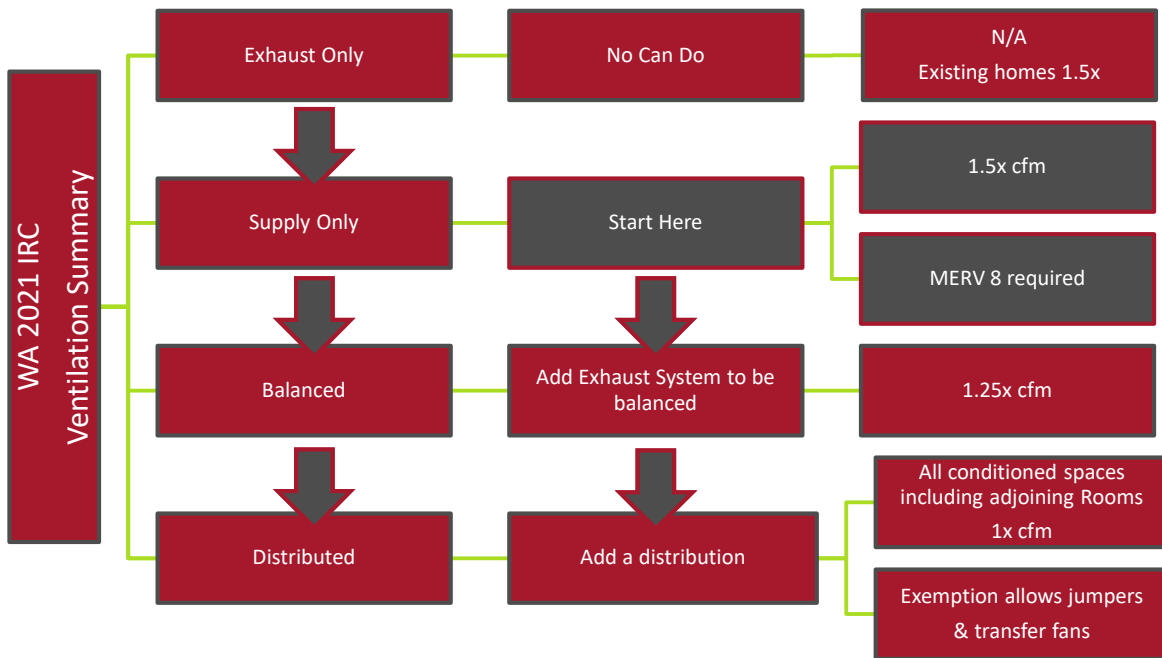 WA 2021 IRC
Ventilation Summary
Exhaust Only
No Can Do
N/A
Existing homes 1.5x
Supply Only
Start Here
1.5x cfm
MERV 8 required
Balanced
Add Exhaust System to be
balanced
1.25x cfm
Distributed
Add a distribution
All conditioned spaces
including adjoining Rooms
1x cfm
Exemption allows jumpers
& transfer fans